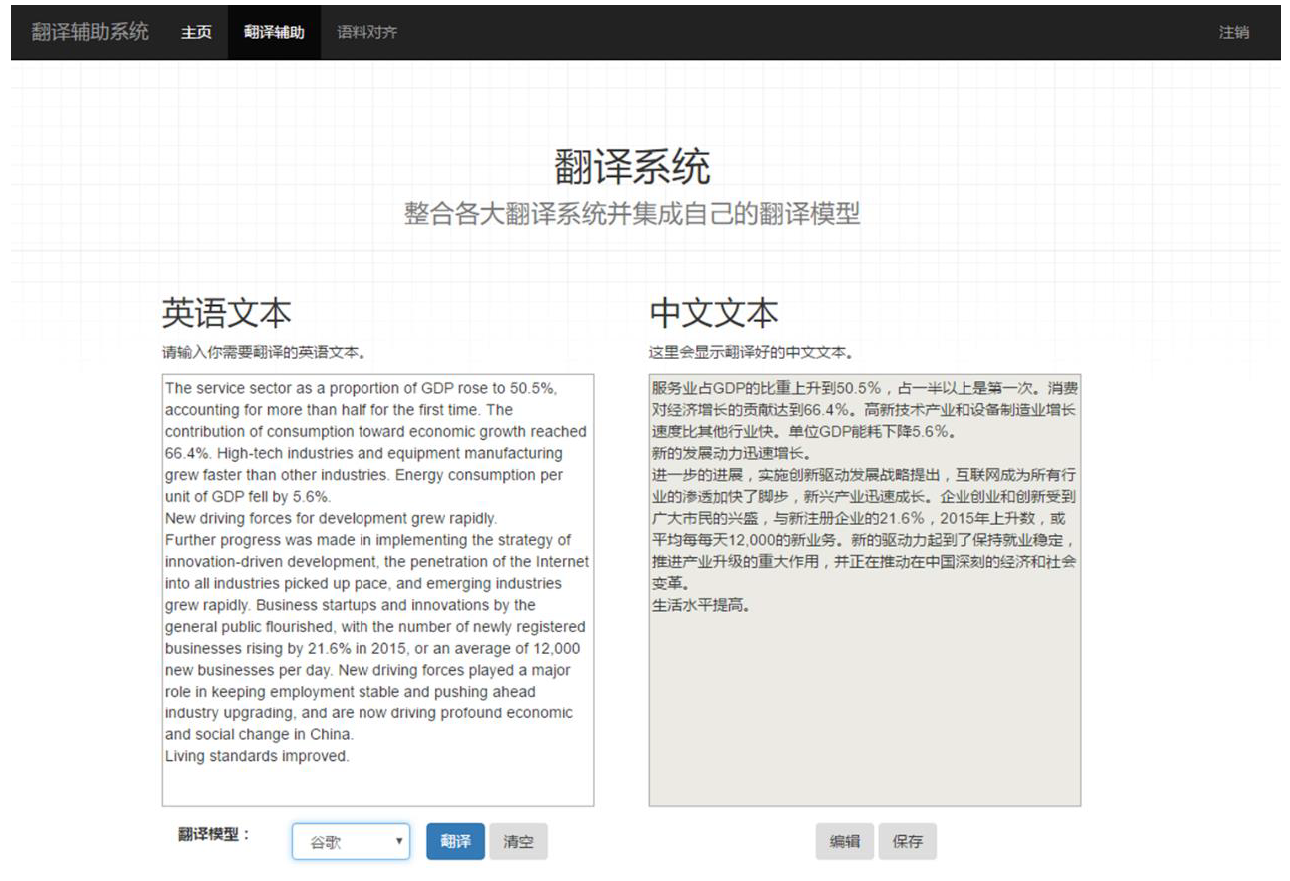 翻译辅助系统 主页 翻译辅助 语料对齐 注销
翻译系统
整合各大翻译系统并集成自己的翻译模型
英语文本
请输入你需要翻译的英语文本。
The service sector as a proportion of GDP rose to 50.5%,
accounting for more than half for the first time. The
contribution of consumption toward economic growth reached
66.4%. High-tech industries and equipment manufacturing
grew faster than other industries. Energy consumption per
unit of GDP fell by 5.6%.
New driving forces for development grew rapidly.
Further progress was made in implementing the strategy of
innovation-driven development, the penetration of the Internet
into all industries picked up pace, and emerging industries
grew rapidly. Business startups and innovations by the
general public flourished, with the number of newly registered
businesses rising by 21.6% in 2015, or an average of 12,000
new businesses per day. New driving forces played a major
role in keeping employment stable and pushing ahead
industry upgrading, and are now driving profound economic
and social change in China.
Living standards improved.
中文文本
这里会显示翻译好的中文文本。
服务业占GDP的比重上升到50.5%，占一半以上是第一次。消费
对经济增长的贡献达到66.4%。高新技术产业和设备制造业增长
速度比其他行业快。单位GDP能耗下降5.6%。
新的发展动力迅速增长。
进一步的进展，实施创新驱动发展战略提出，互联网成为所有行
业的渗透加快了脚步，新兴产业迅速成长。企业创业和创新受到
广大市民的兴盛，与新注册企业的21.6%，2015年上升数，或
平均每每天12,000的新业务。新的驱动力起到了保持就业稳定，
推进产业升级的重大作用，并正在推动在中国深刻的经济和社会
变革。
生活水平提高。
翻译模型： 谷歌 翻译 清空 编辑 保存